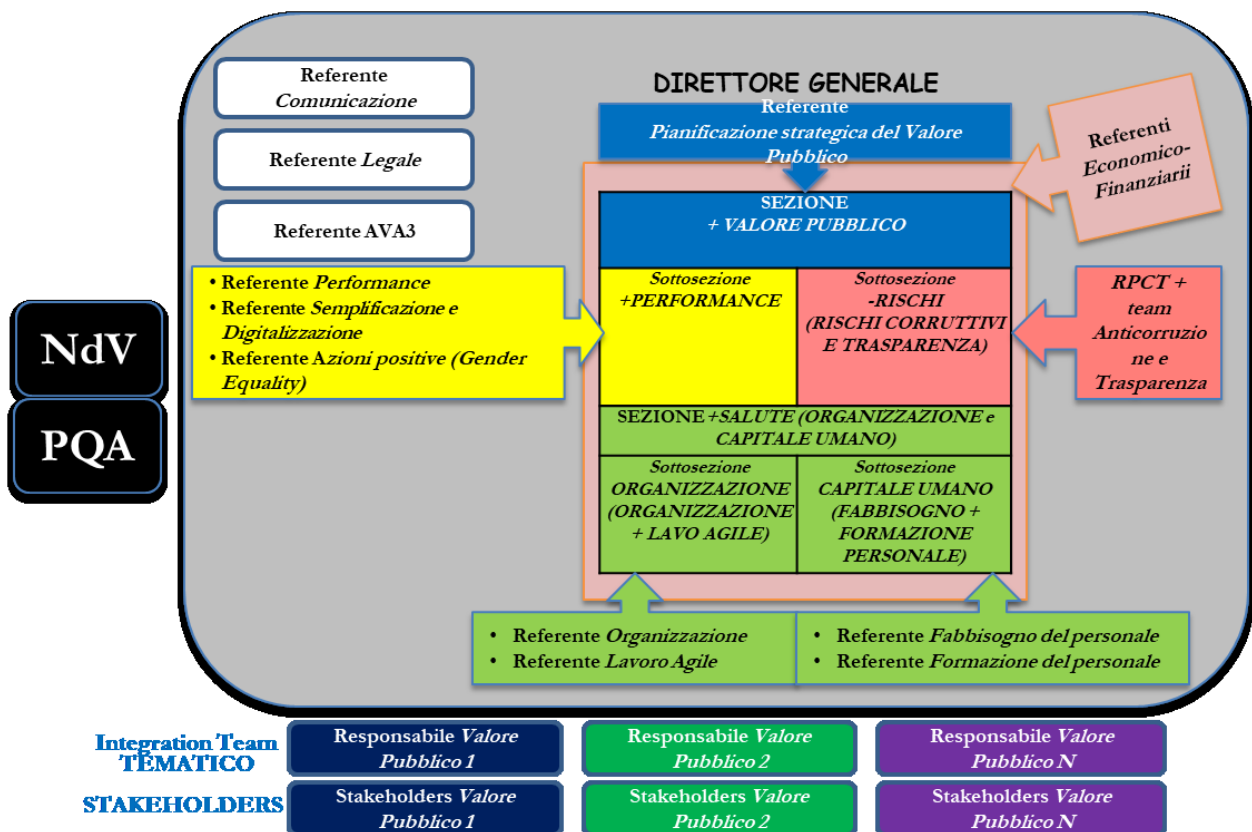 Referente
Comunicazione
Referente Legale
Referente AVA3
DIRETTORE GENERALE
Referente
Pianificazione strategica del Valore
Pubblico
Referenti
Economico-
Finanziarii
SEZIONE
+ VALORE PUBBLICO
• Referente Performance
• Referente Semplificazione e
Digitalizzazione
• Referente Azioni positive (Gender
Equality)
Sottosezione
+PERFORMANCE
Sottosezione
-RISCHI
(RISCHI CORRUTTIVI
E TRASPARENZA)
RPCT +
team
Anticorruzio
ne e
Trasparenza
NdV
PQA
SEZIONE +SALUTE (ORGANIZZAZIONE e
CAPITALE UMANO)
Sottosezione
ORGANIZZAZIONE
(ORGANIZZAZIONE
+ LAVO AGILE)
Sottosezione
CAPITALE UMANO
(FABBISOGNO +
FORMAZIONE
PERSONALE)
• Referente Organizzazione
• Referente Lavoro Agile
• Referente Fabbisogno del personale
• Referente Formazione del personale
Integration Team
TEMATICO
Responsabile Valore
Pubblico 1
Responsabile Valore
Pubblico 2
Responsabile Valore
Pubblico N
STAKEHOLDERS
Stakeholders Valore
Pubblico 1
Stakeholders Valore
Pubblico 2
Stakeholders Valore
Pubblico N